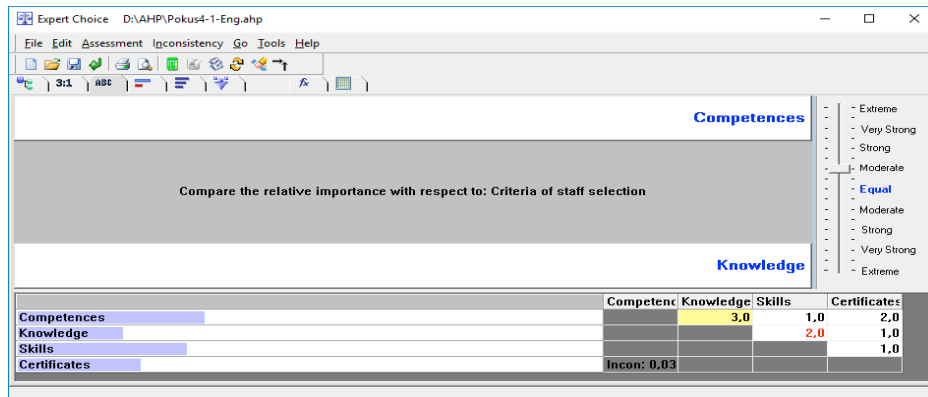 Expert Choice D:\AHP\Pokus4-1-Eng.ahp
File Edit Assessment Inconsistency Go Tools Help
3:1 ABC fx
Competences
Compare the relative importance with respect to: Criteria of staff selection
Knowledge
Extreme
Very Strong
Strong
Moderate
Equal
Moderate
Strong
Very Strong
Extreme
Competenc Knowledge Skills Certificates
Competences 3,0 1,0 2,0
Knowledge 2,0 1,0
Skills 1,0
Certificates Incon: 0,03